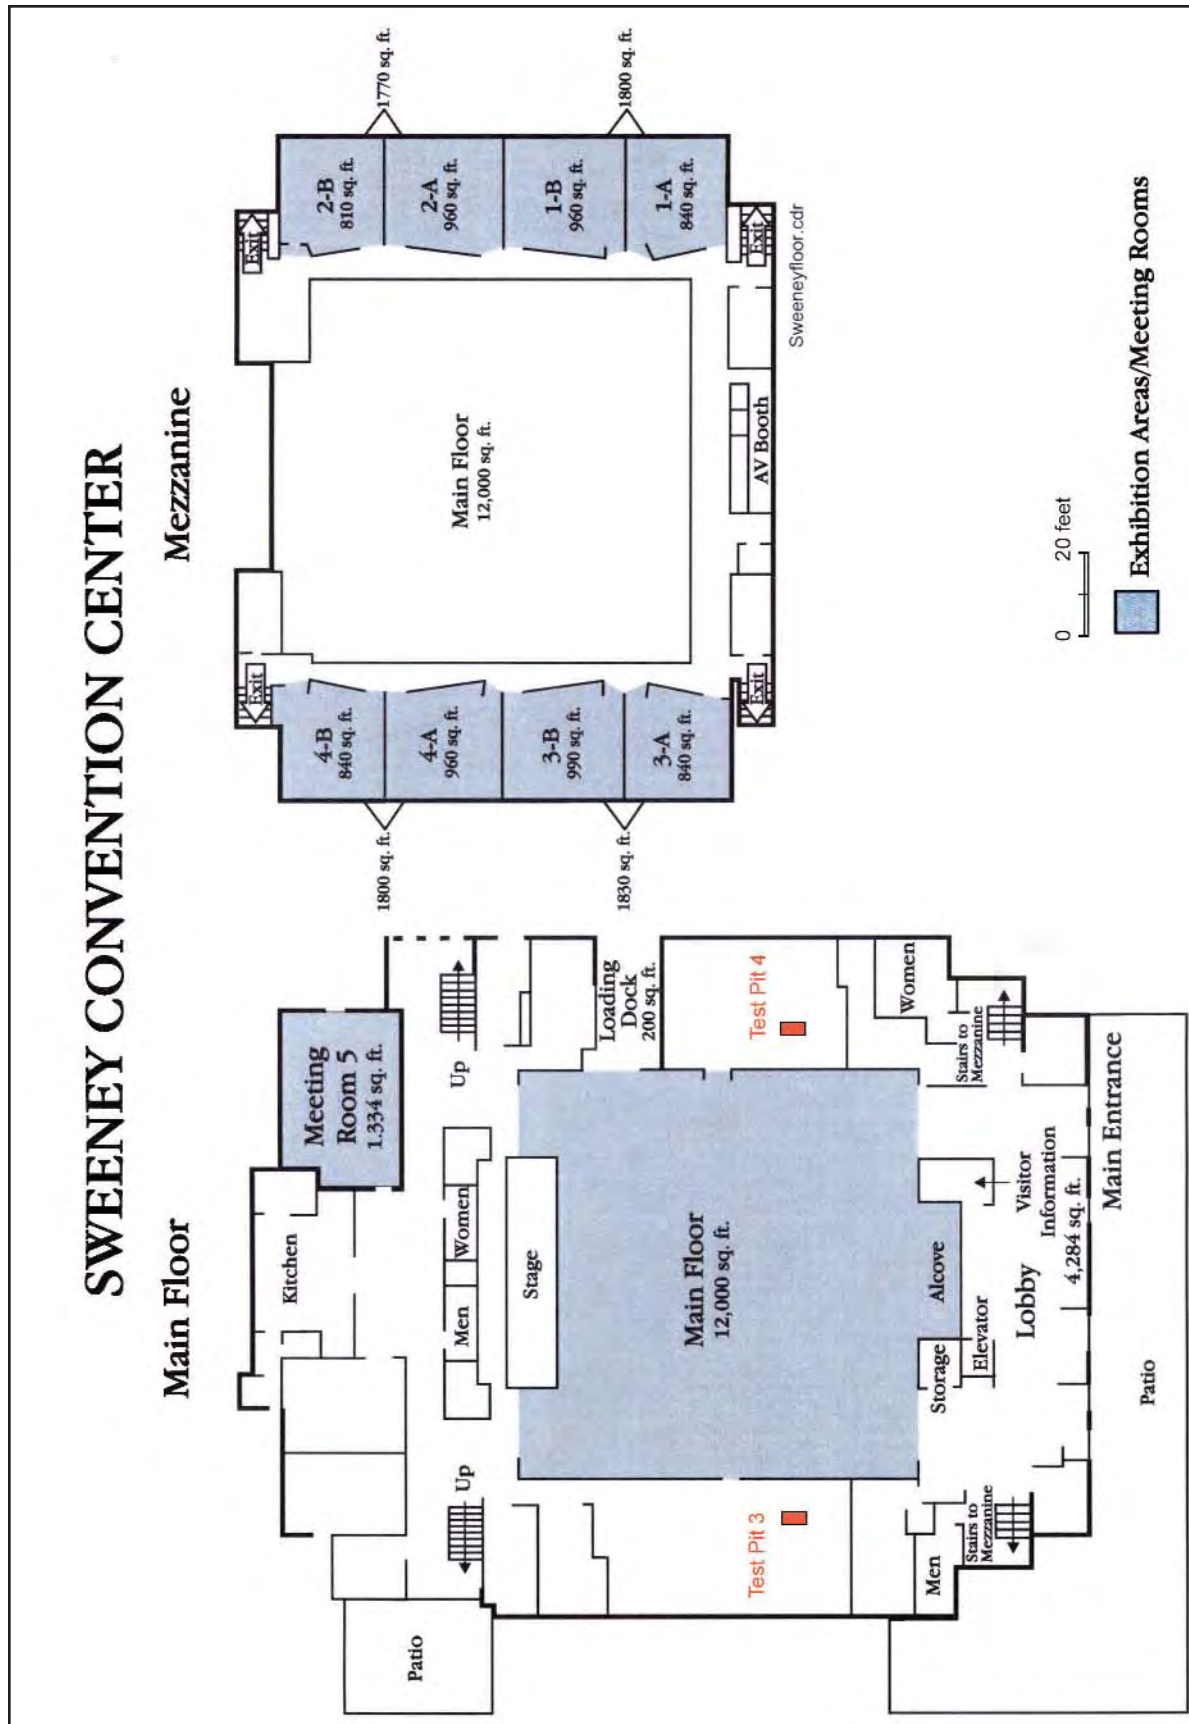 SWEENEY CONVENTION CENTER
Main Floor
Mezzanine
Kitchen
Meeting
Room 5
1.334 sq. ft.
Patio
Up
Men
Women
Up
Stage
Loading
Dock
200 sq. ft.
Main Floor
12,000 sq. ft.
Test Pit 3
Test Pit 4
Men
Stairs to
Mezzanine
Storage
Elevator
Alcove
Lobby
Visitor
Information
4,284 sq. ft.
Women
Stairs to
Mezzanine
Main Entrance
Patio
Exit
Exit
1800 sq. ft.
4-B
840 sq. ft.
4-A
960 sq. ft.
1830 sq. ft.
3-B
990 sq. ft.
3-A
840 sq. ft.
Main Floor
12,000 sq. ft.
2-B
810 sq. ft.
1770 sq. ft.
2-A
960 sq. ft.
1-B
960 sq. ft.
1800 sq. ft.
1-A
840 sq. ft.
Exit
AV Booth
Exit
Sweeneyfloor.cdr
0 20 feet
Exhibition Areas/Meeting Rooms